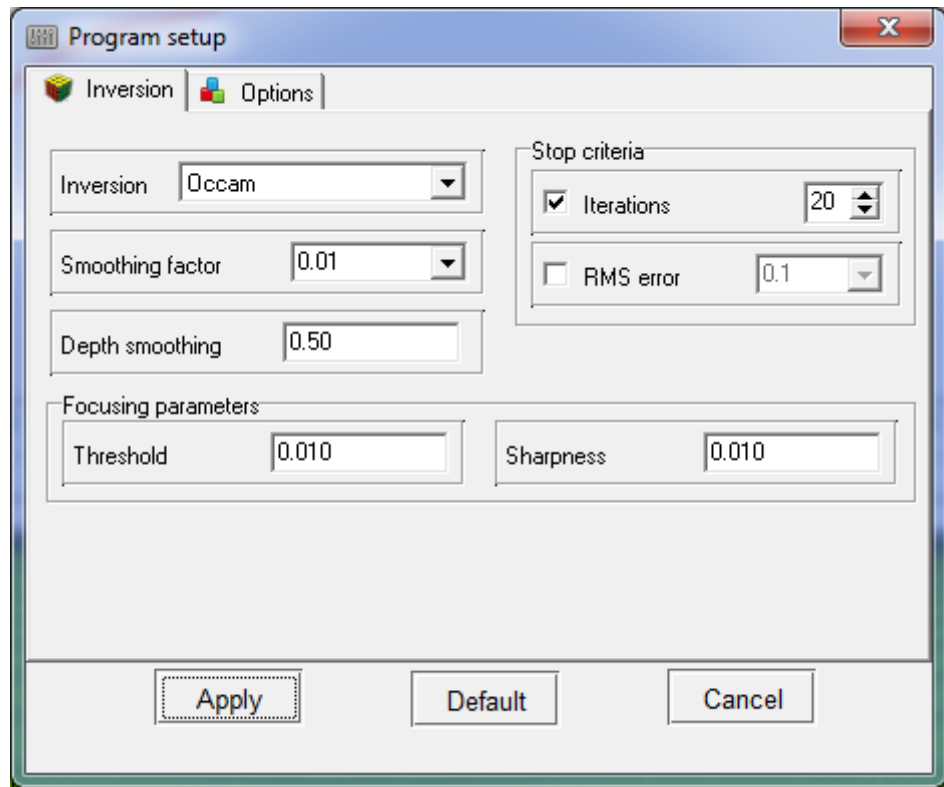 Program setup
Inversion
Options
Inversion
Occam
Smoothing factor
0.01
Depth smoothing
0.50
Stop criteria
Iterations
20
RMS error
0.1
Focusing parameters
Threshold
0.010
Sharpness
0.010
Apply
Default
Cancel